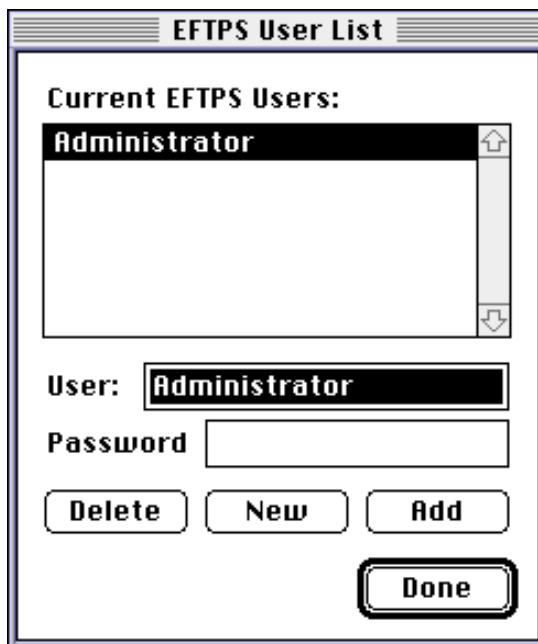 EFTPS User List
Current EFTPS Users:
Administrator
User: Administrator
Password
Delete New Add
Done